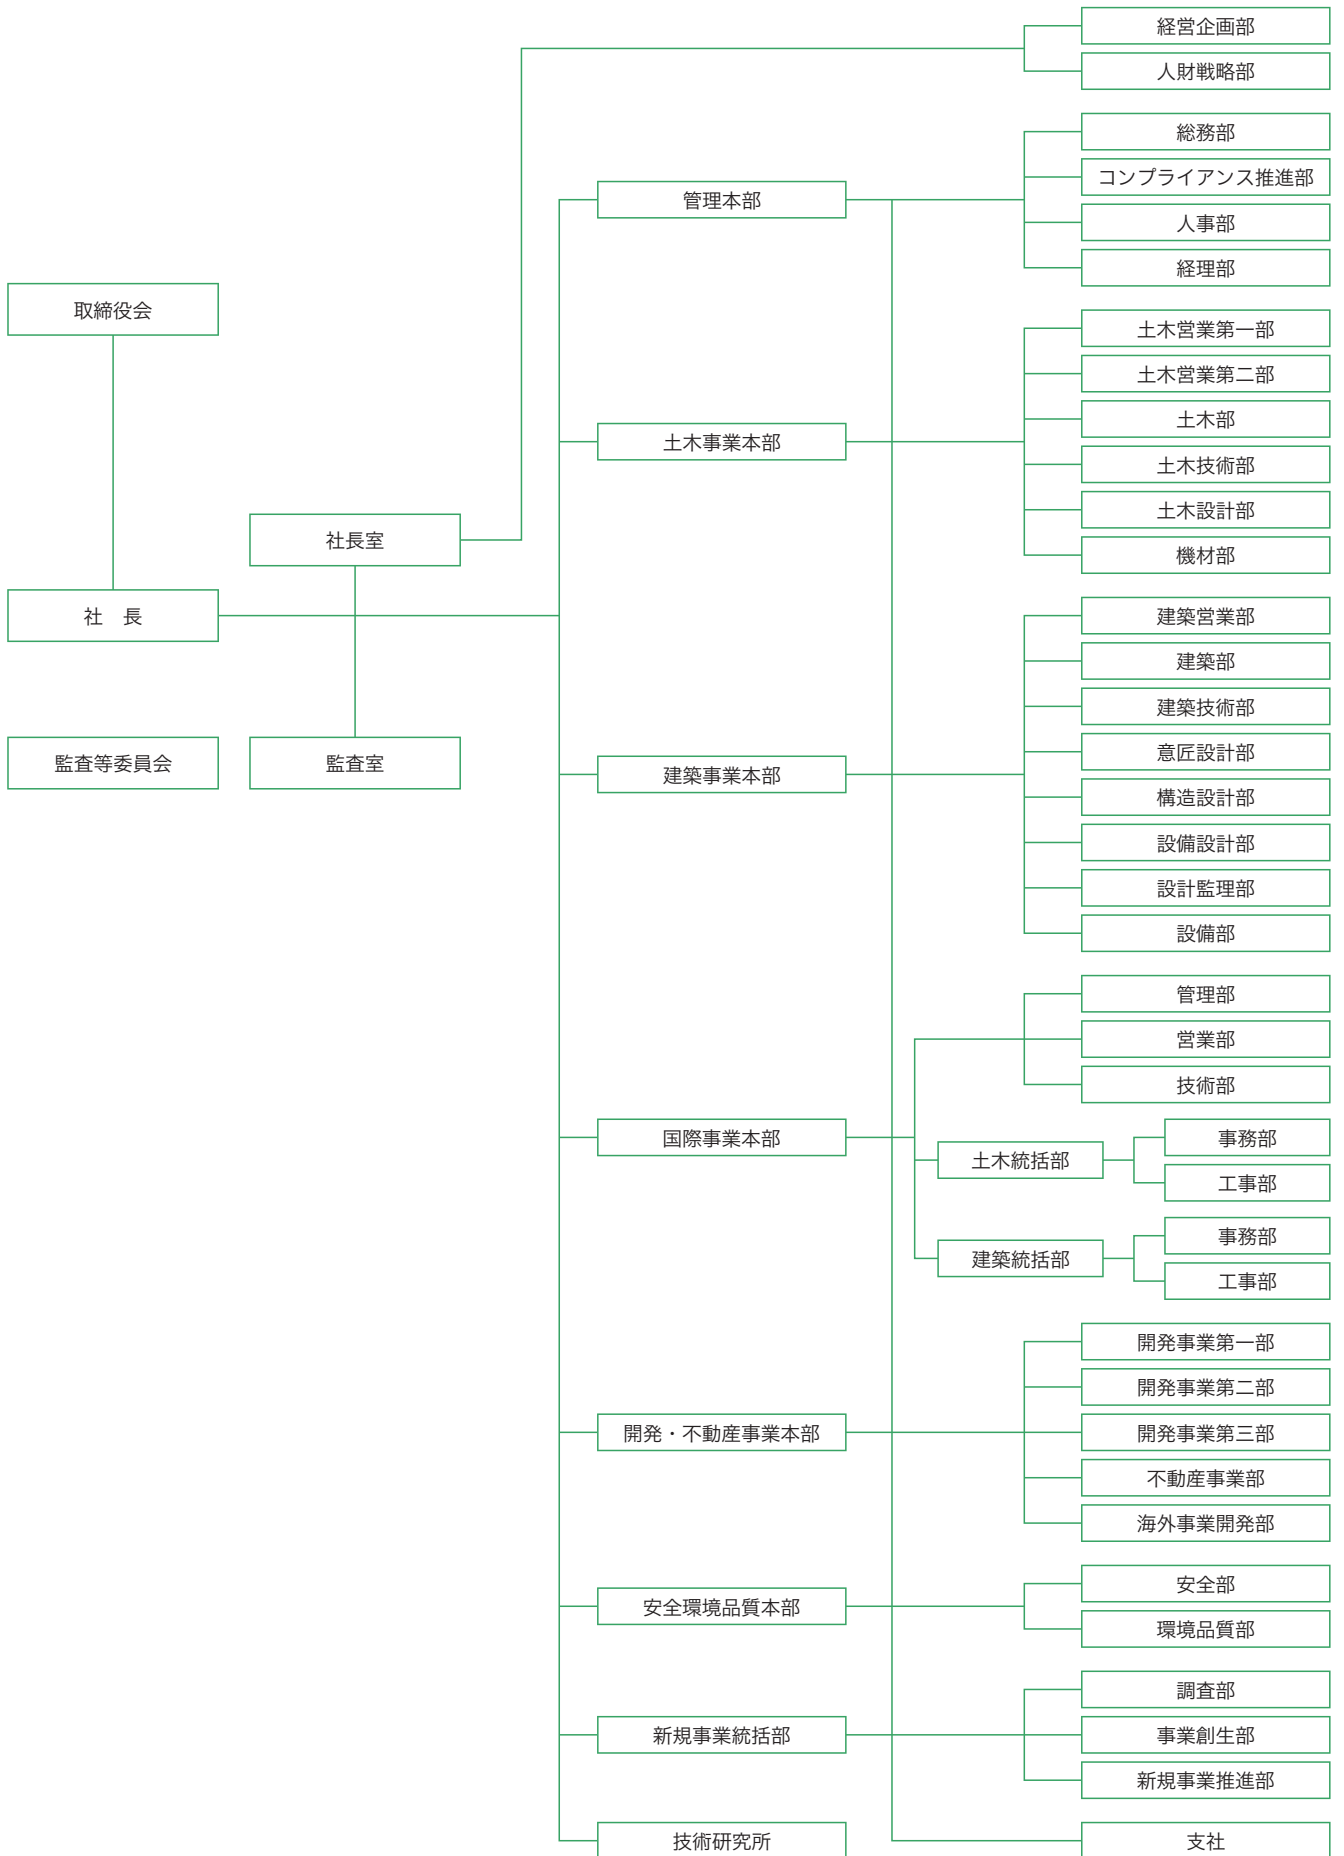 取締役会
社　長
監査等委員会
社長室
監査室
経営企画部
人財戦略部
管理本部
総務部
コンプライアンス推進部
人事部
経理部
土木事業本部
土木営業第一部
土木営業第二部
土木部
土木技術部
土木設計部
機材部
建築事業本部
建築営業部
建築部
建築技術部
意匠設計部
構造設計部
設備設計部
設計監理部
設備部
国際事業本部
管理部
営業部
技術部
土木統括部
事務部
工事部
建築統括部
事務部
工事部
開発・不動産事業本部
開発事業第一部
開発事業第二部
開発事業第三部
不動産事業部
海外事業開発部
安全環境品質本部
安全部
環境品質部
新規事業統括部
調査部
事業創生部
新規事業推進部
技術研究所
支社